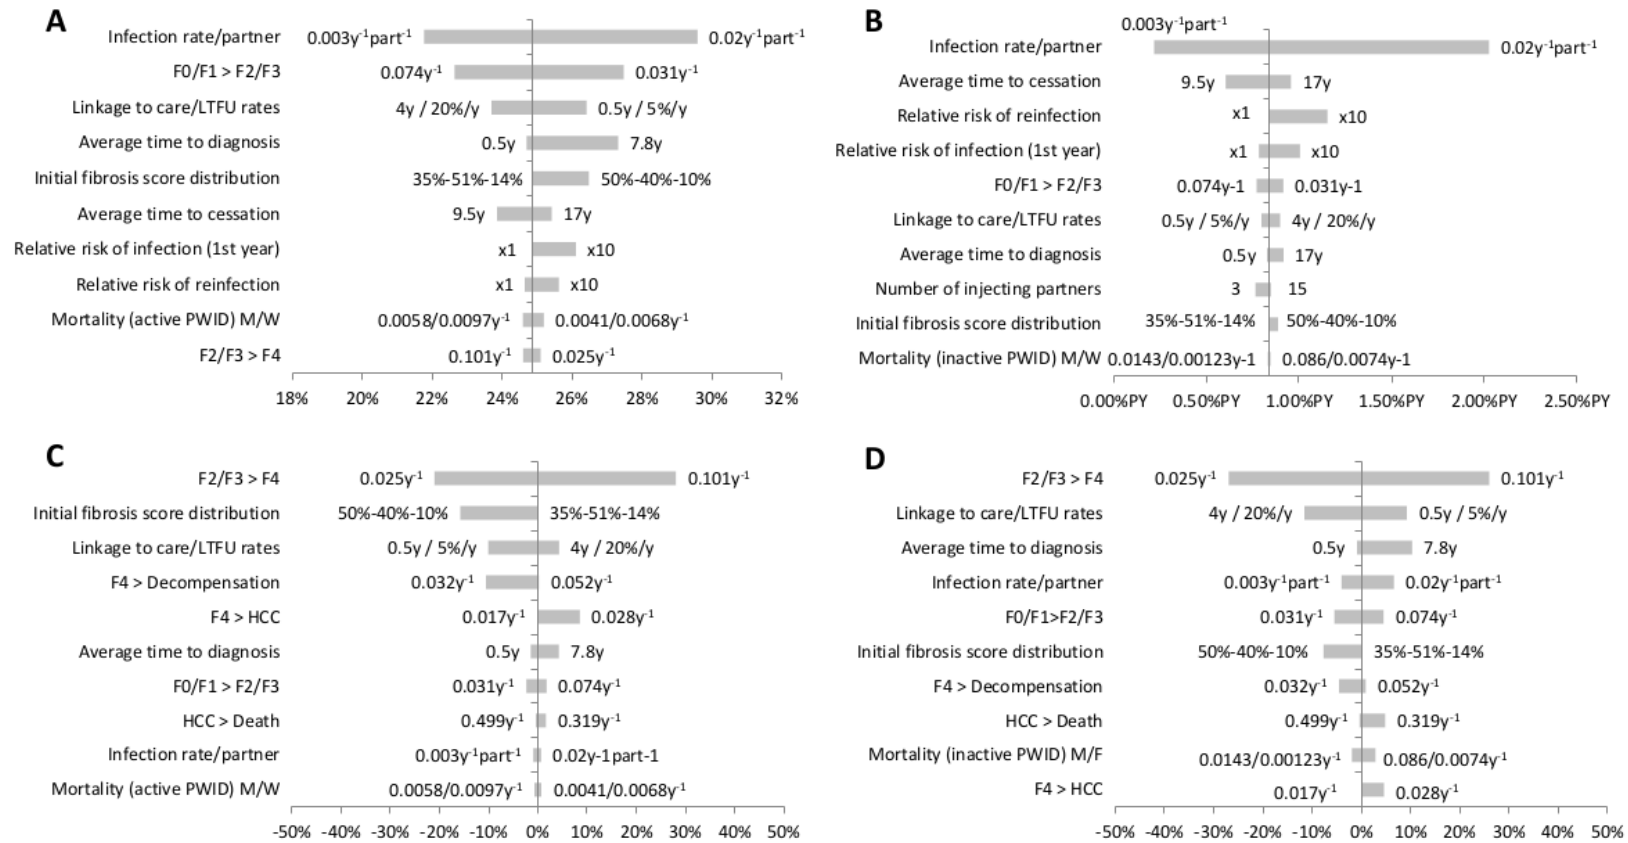 A
Infection rate/partner 0.003y⁻¹part⁻¹ 0.02y⁻¹part⁻¹
F0/F1 > F2/F3 0.074y⁻¹ 0.031y⁻¹
Linkage to care/LTFU rates 4y / 20%/y 0.5y / 5%/y
Average time to diagnosis 0.5y 7.8y
Initial fibrosis score distribution 35%-51%-14% 50%-40%-10%
Average time to cessation 9.5y 17y
Relative risk of infection (1st year) x1 x10
Relative risk of reinfection x1 x10
Mortality (active PWID) M/W 0.0058/0.0097y⁻¹ 0.0041/0.0068y⁻¹
F2/F3 > F4 0.101y⁻¹ 0.025y⁻¹
18% 20% 22% 24% 26% 28% 30% 32%
B
0.003y⁻¹part⁻¹
Infection rate/partner 0.02y⁻¹part⁻¹
Average time to cessation 9.5y 17y
Relative risk of reinfection x1 x10
Relative risk of infection (1st year) x1 x10
F0/F1 > F2/F3 0.074y-1 0.031y-1
Linkage to care/LTFU rates 0.5y / 5%/y 4y / 20%/y
Average time to diagnosis 0.5y 17y
Number of injecting partners 3 15
Initial fibrosis score distribution 35%-51%-14% 50%-40%-10%
Mortality (inactive PWID) M/W 0.0143/0.00123y-1 0.086/0.0074y-1
0.00%PY 0.50%PY 1.00%PY 1.50%PY 2.00%PY 2.50%PY
C
F2/F3 > F4 0.025y⁻¹ 0.101y⁻¹
Initial fibrosis score distribution 50%-40%-10% 35%-51%-14%
Linkage to care/LTFU rates 0.5y / 5%/y 4y / 20%/y
F4 > Decompensation 0.032y⁻¹ 0.052y⁻¹
F4 > HCC 0.017y⁻¹ 0.028y⁻¹
Average time to diagnosis 0.5y 7.8y
F0/F1 > F2/F3 0.031y⁻¹ 0.074y⁻¹
HCC > Death 0.499y⁻¹ 0.319y⁻¹
Infection rate/partner 0.003y⁻¹part⁻¹ 0.02y-1part-1
Mortality (active PWID) M/W 0.0058/0.0097y⁻¹ 0.0041/0.0068y⁻¹
-50% -40% -30% -20% -10% 0% 10% 20% 30% 40% 50%
D
F2/F3 > F4 0.025y⁻¹ 0.101y⁻¹
Linkage to care/LTFU rates 4y / 20%/y 0.5y / 5%/y
Average time to diagnosis 0.5y 7.8y
Infection rate/partner 0.003y⁻¹part⁻¹ 0.02y⁻¹part⁻¹
F0/F1>F2/F3 0.031y⁻¹ 0.074y⁻¹
Initial fibrosis score distribution 50%-40%-10% 35%-51%-14%
F4 > Decompensation 0.032y⁻¹ 0.052y⁻¹
HCC > Death 0.499y⁻¹ 0.319y⁻¹
Mortality (inactive PWID) M/F 0.0143/0.00123y⁻¹ 0.086/0.0074y⁻¹
F4 > HCC 0.017y⁻¹ 0.028y⁻¹
-50% -40% -30% -20% -10% 0% 10% 20% 30% 40% 50%